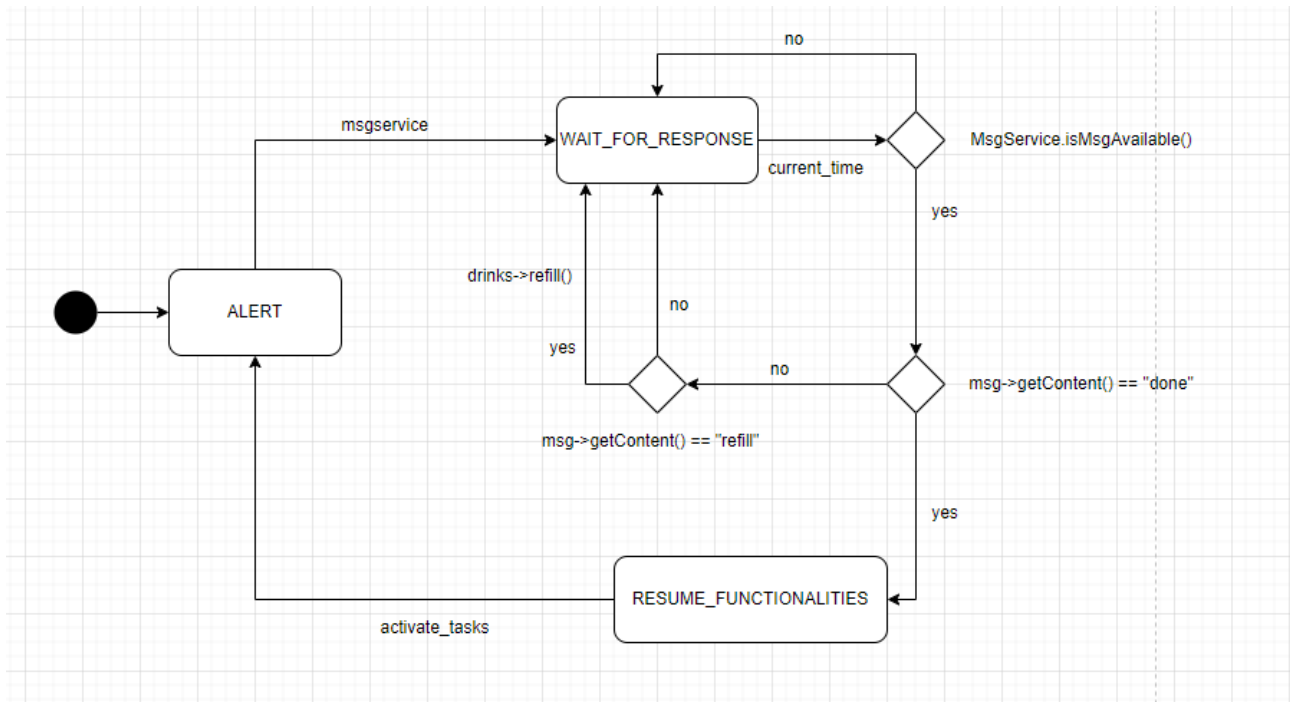 no
msgservice
WAIT_FOR_RESPONSE
MsgService.isMsgAvailable()
current_time
yes
drinks->refill()
no
ALERT
yes
no
msg->getContent() == "done"
msg->getContent() == "refill"
yes
RESUME_FUNCTIONALITIES
activate_tasks